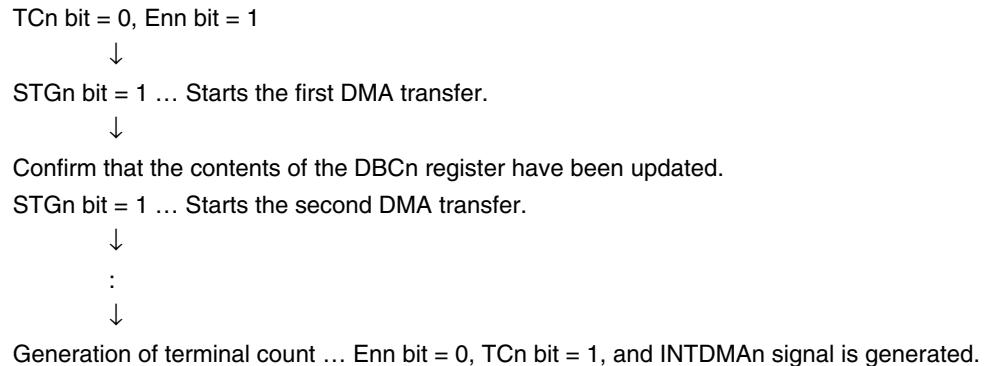 TCn bit = 0, Enn bit = 1
↓
STGn bit = 1 … Starts the first DMA transfer.
↓
Confirm that the contents of the DBCn register have been updated.
STGn bit = 1 … Starts the second DMA transfer.
↓
:
↓
Generation of terminal count … Enn bit = 0, TCn bit = 1, and INTDMAn signal is generated.